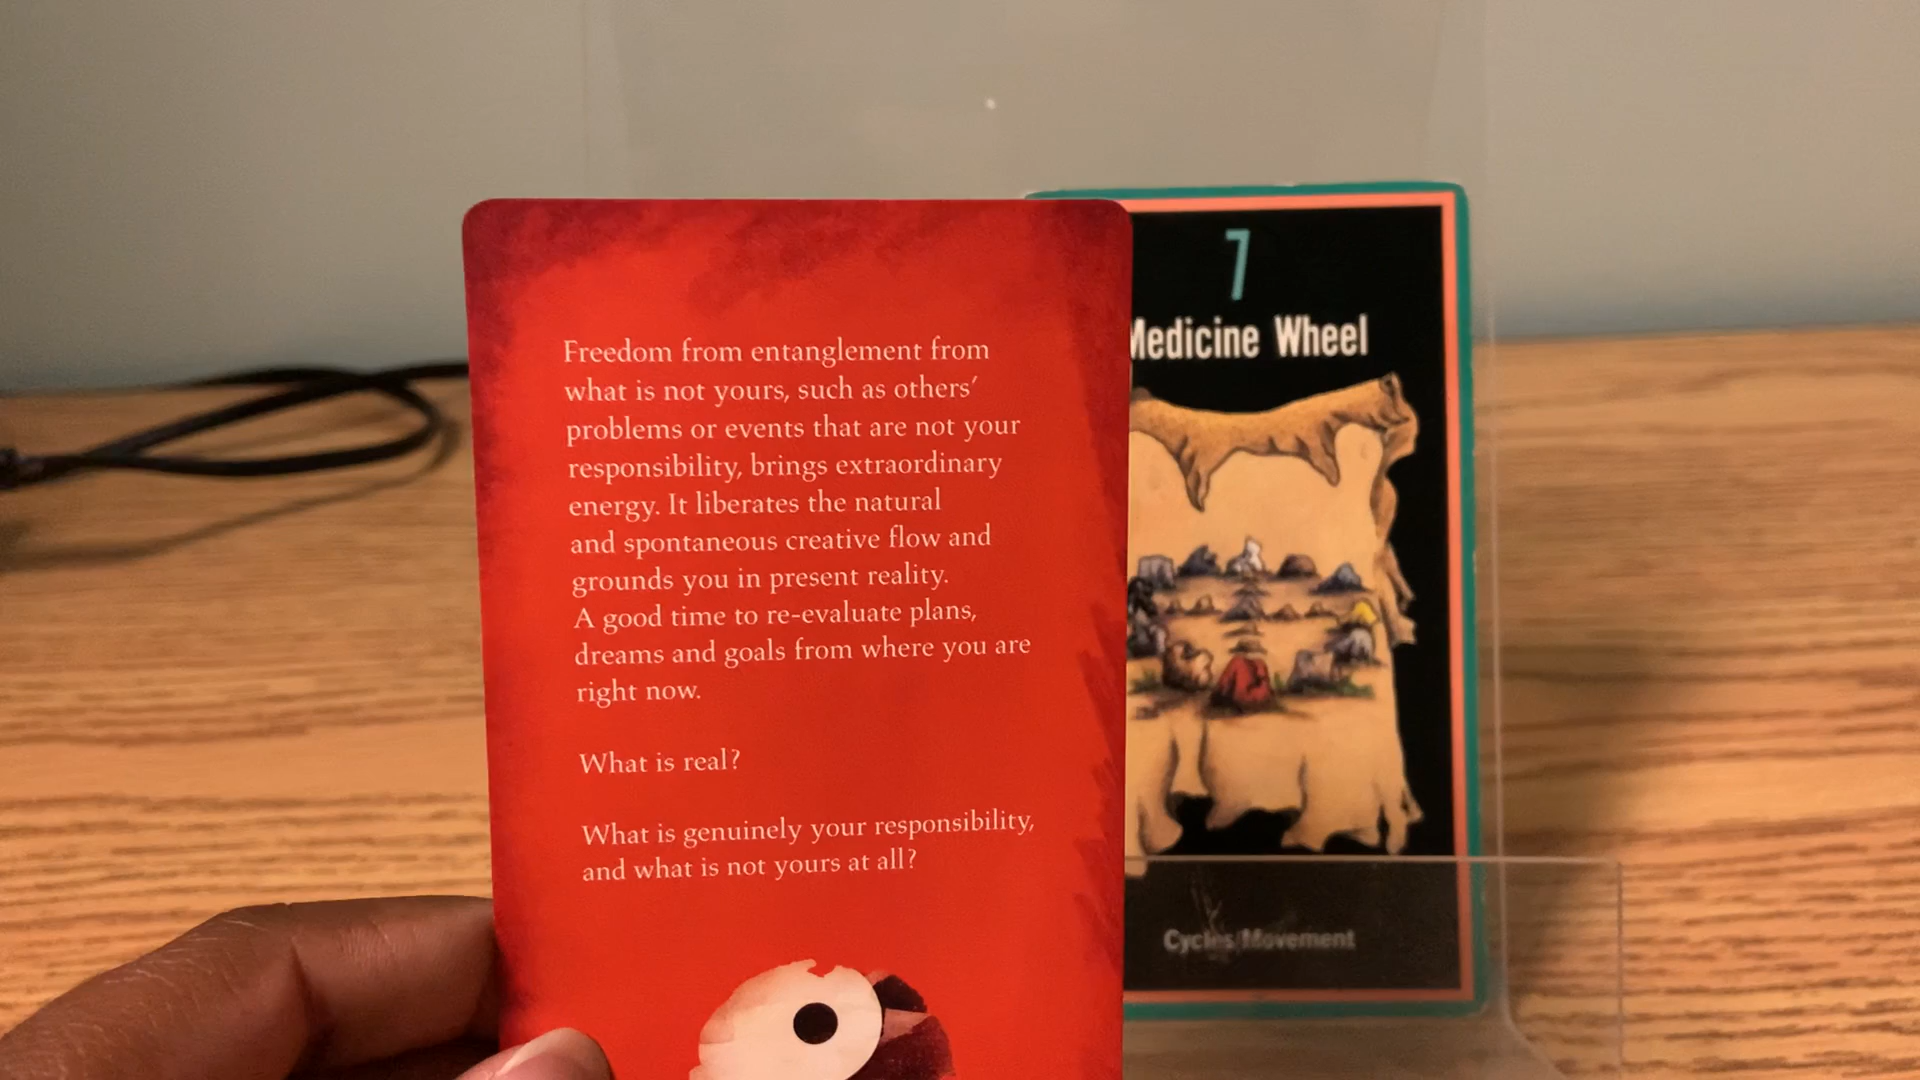 Freedom from entanglement from
what is not yours, such as others’
problems or events that are not your
responsibility, brings extraordinary
energy. It liberates the natural
and spontaneous creative flow and
grounds you in present reality.
A good time to re-evaluate plans,
dreams and goals from where you are
right now.
What is real?
What is genuinely your responsibility,
and what is not yours at all?
7
Medicine Wheel
Cycles/Movement